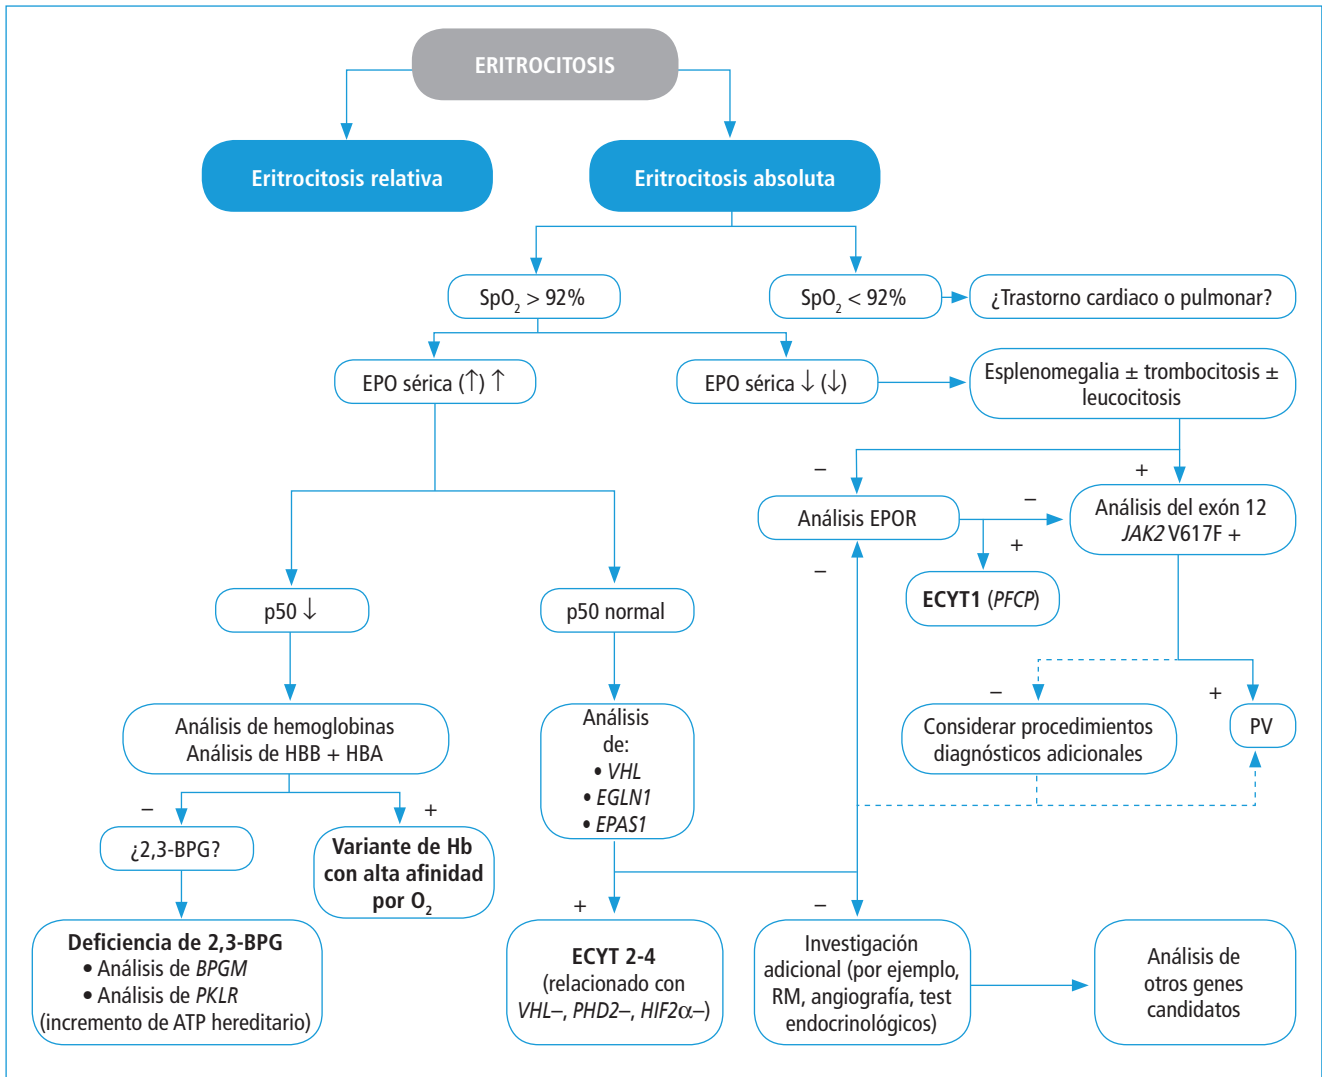 ERITROCITOSIS
Eritrocitosis relativa
Eritrocitosis absoluta
SpO₂ > 92%
SpO₂ < 92%
¿Trastorno cardiaco o pulmonar?
EPO sérica (↑) ↑
EPO sérica ↓ (↓)
Esplenomegalia ± trombocitosis ±
leucocitosis
–
+
Análisis EPOR
–
Análisis del exón 12
JAK2 V617F +
–
+
ECYT1 (PFCP)
p50 ↓
p50 normal
–
+
Análisis de hemoglobinas
Análisis de HBB + HBA
Análisis
de:
• VHL
• EGLN1
• EPAS1
Considerar procedimientos
diagnósticos adicionales
PV
–
+
¿2,3-BPG?
Variante de Hb
con alta afinidad
por O₂
+
–
Deficiencia de 2,3-BPG
• Análisis de BPGM
• Análisis de PKLR
(incremento de ATP hereditario)
ECYT 2-4
(relacionado con
VHL–, PHD2–, HIF2α–)
Investigación
adicional (por ejemplo,
RM, angiografía, test
endocrinológicos)
Análisis de
otros genes
candidatos